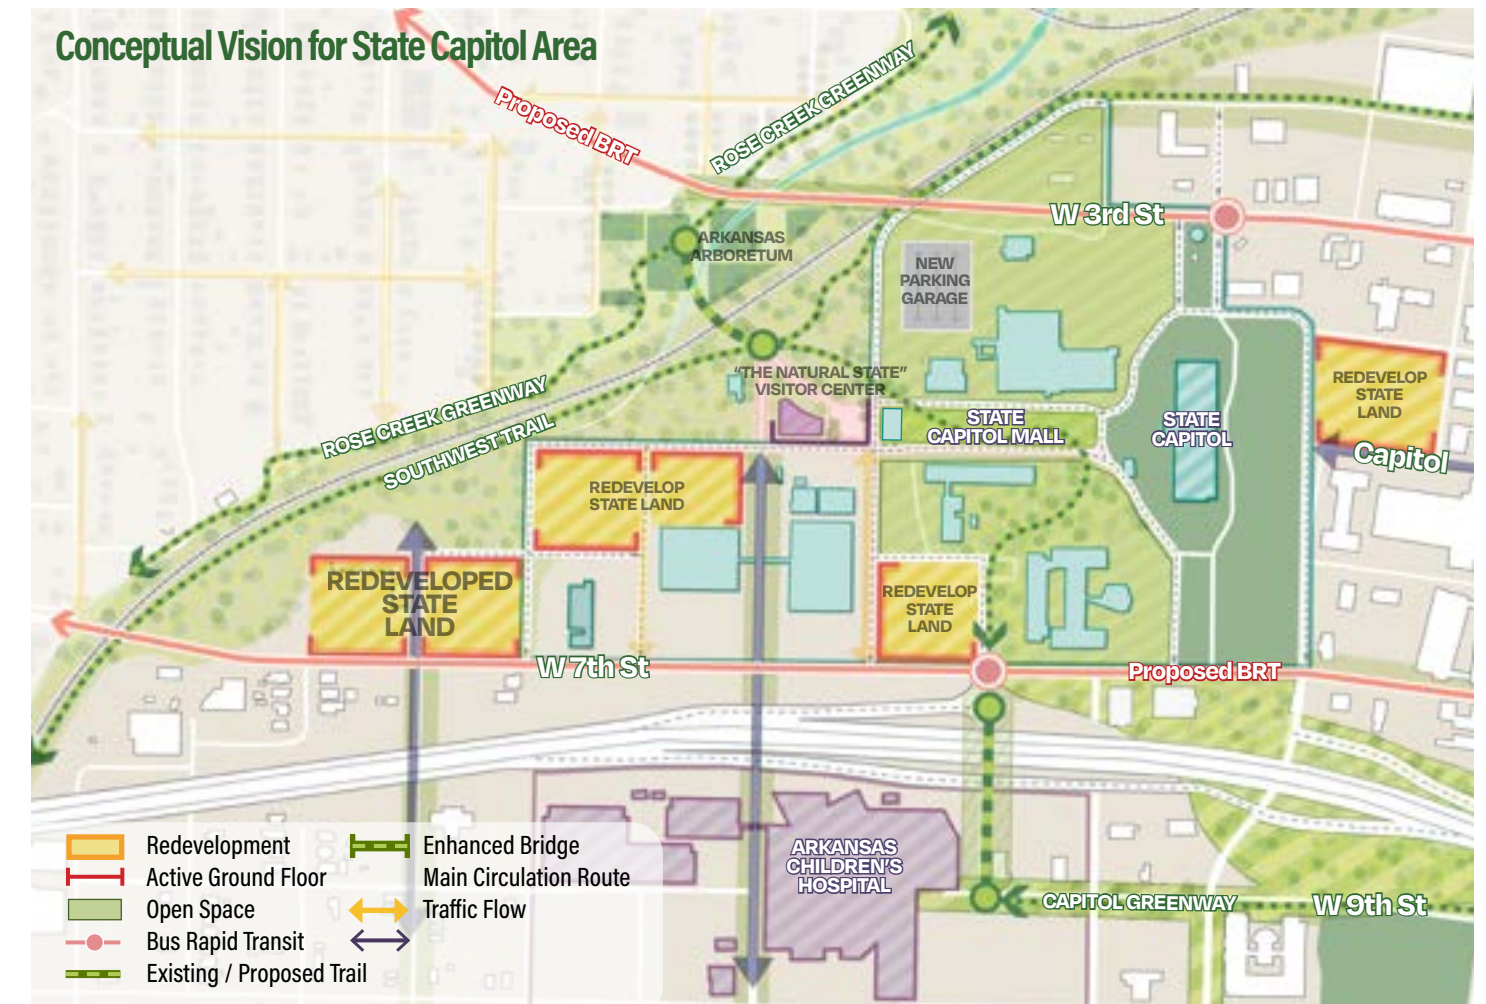 Conceptual Vision for State Capitol Area
Proposed BRT
ROSE CREEK GREENWAY
W 3rd St
ARKANSAS
ARBORETUM
NEW
PARKING
GARAGE
"THE NATURAL STATE"
VISITOR CENTER
REDEVELOP
STATE
LAND
ROSE CREEK GREENWAY
SOUTHWEST TRAIL
STATE
CAPITOL MALL
STATE
CAPITOL
Capitol
REDEVELOP
STATE LAND
REDEVELOPED
STATE
LAND
REDEVELOP
STATE
LAND
W 7th St
Proposed BRT
ARKANSAS
CHILDREN'S
HOSPITAL
CAPITOL GREENWAY
W 9th St
Redevelopment
Active Ground Floor
Open Space
Bus Rapid Transit
Existing / Proposed Trail
Enhanced Bridge
Main Circulation Route
Traffic Flow